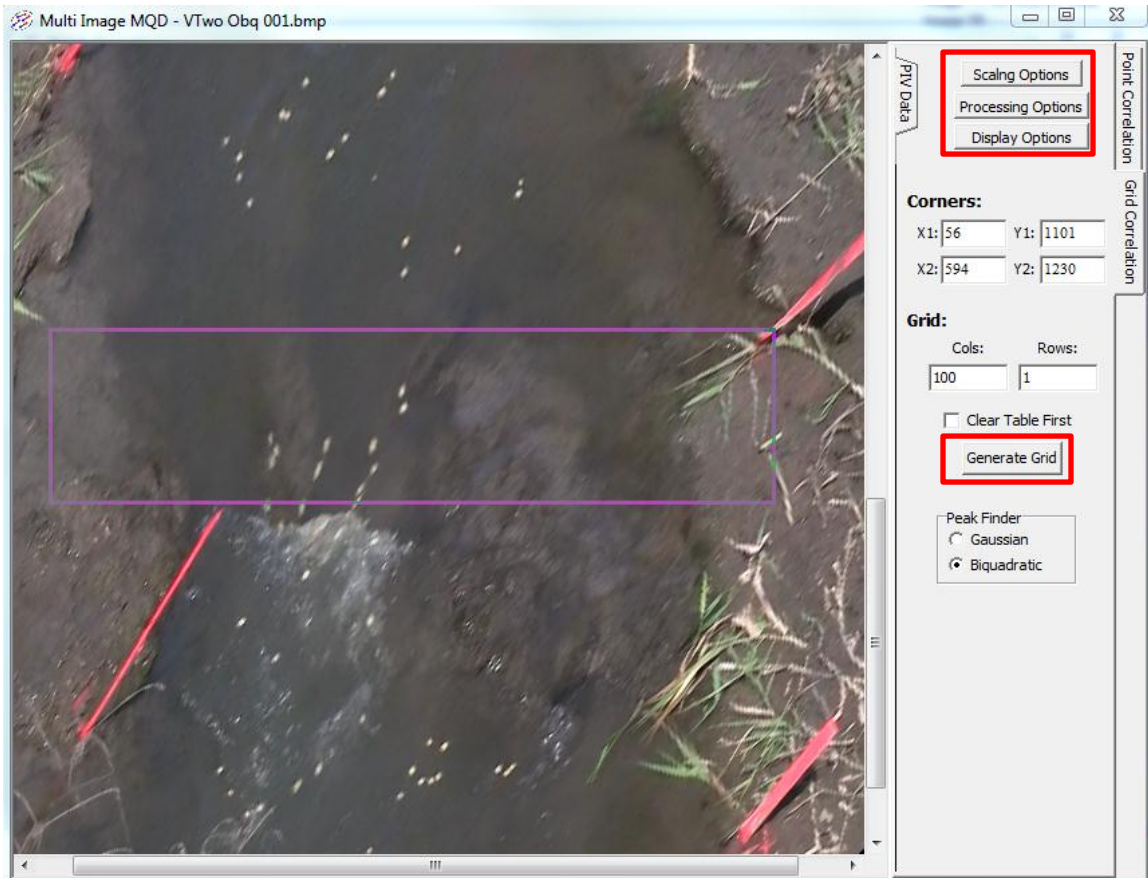 Multi Image MQD - VTwo Obq 001.bmp
PIV Data
Scalng Options
Processing Options
Display Options
Point Correlation
Grid Correlation
Corners:
X1: 56 Y1: 1101
X2: 594 Y2: 1230
Grid:
Cols: Rows:
100 1
Clear Table First
Generate Grid
Peak Finder
Gaussian
Biquadratic